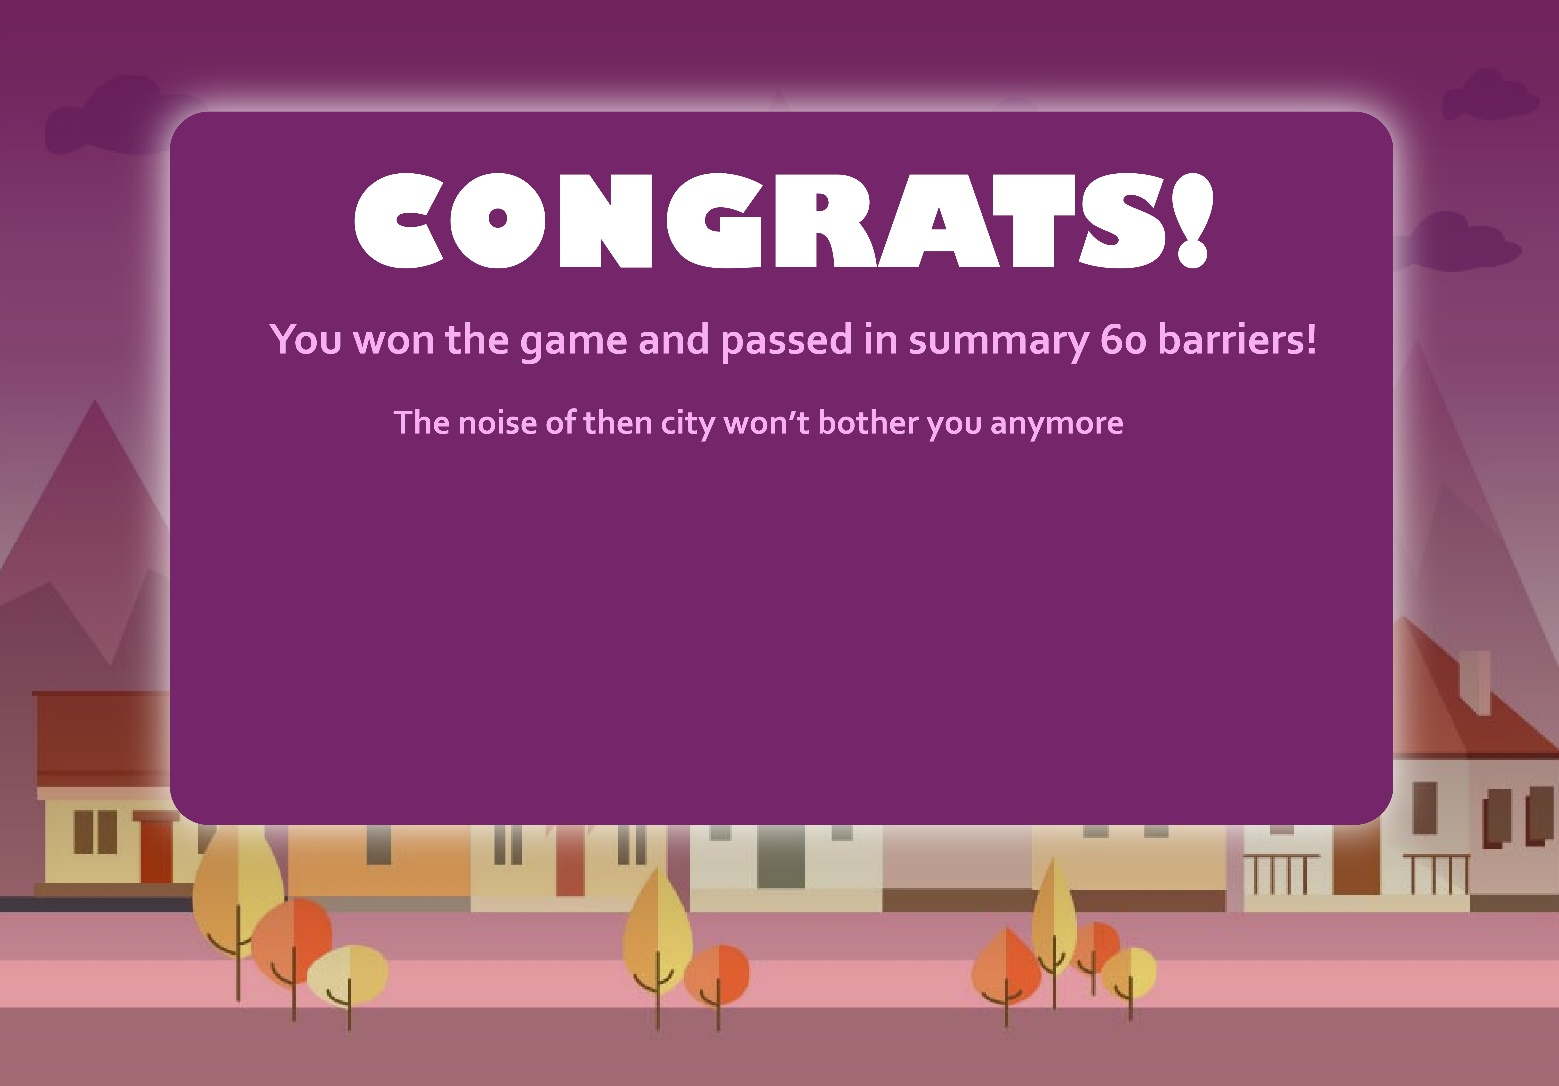 CONGRATS!
You won the game and passed in summary 60 barriers!
The noise of then city won’t bother you anymore